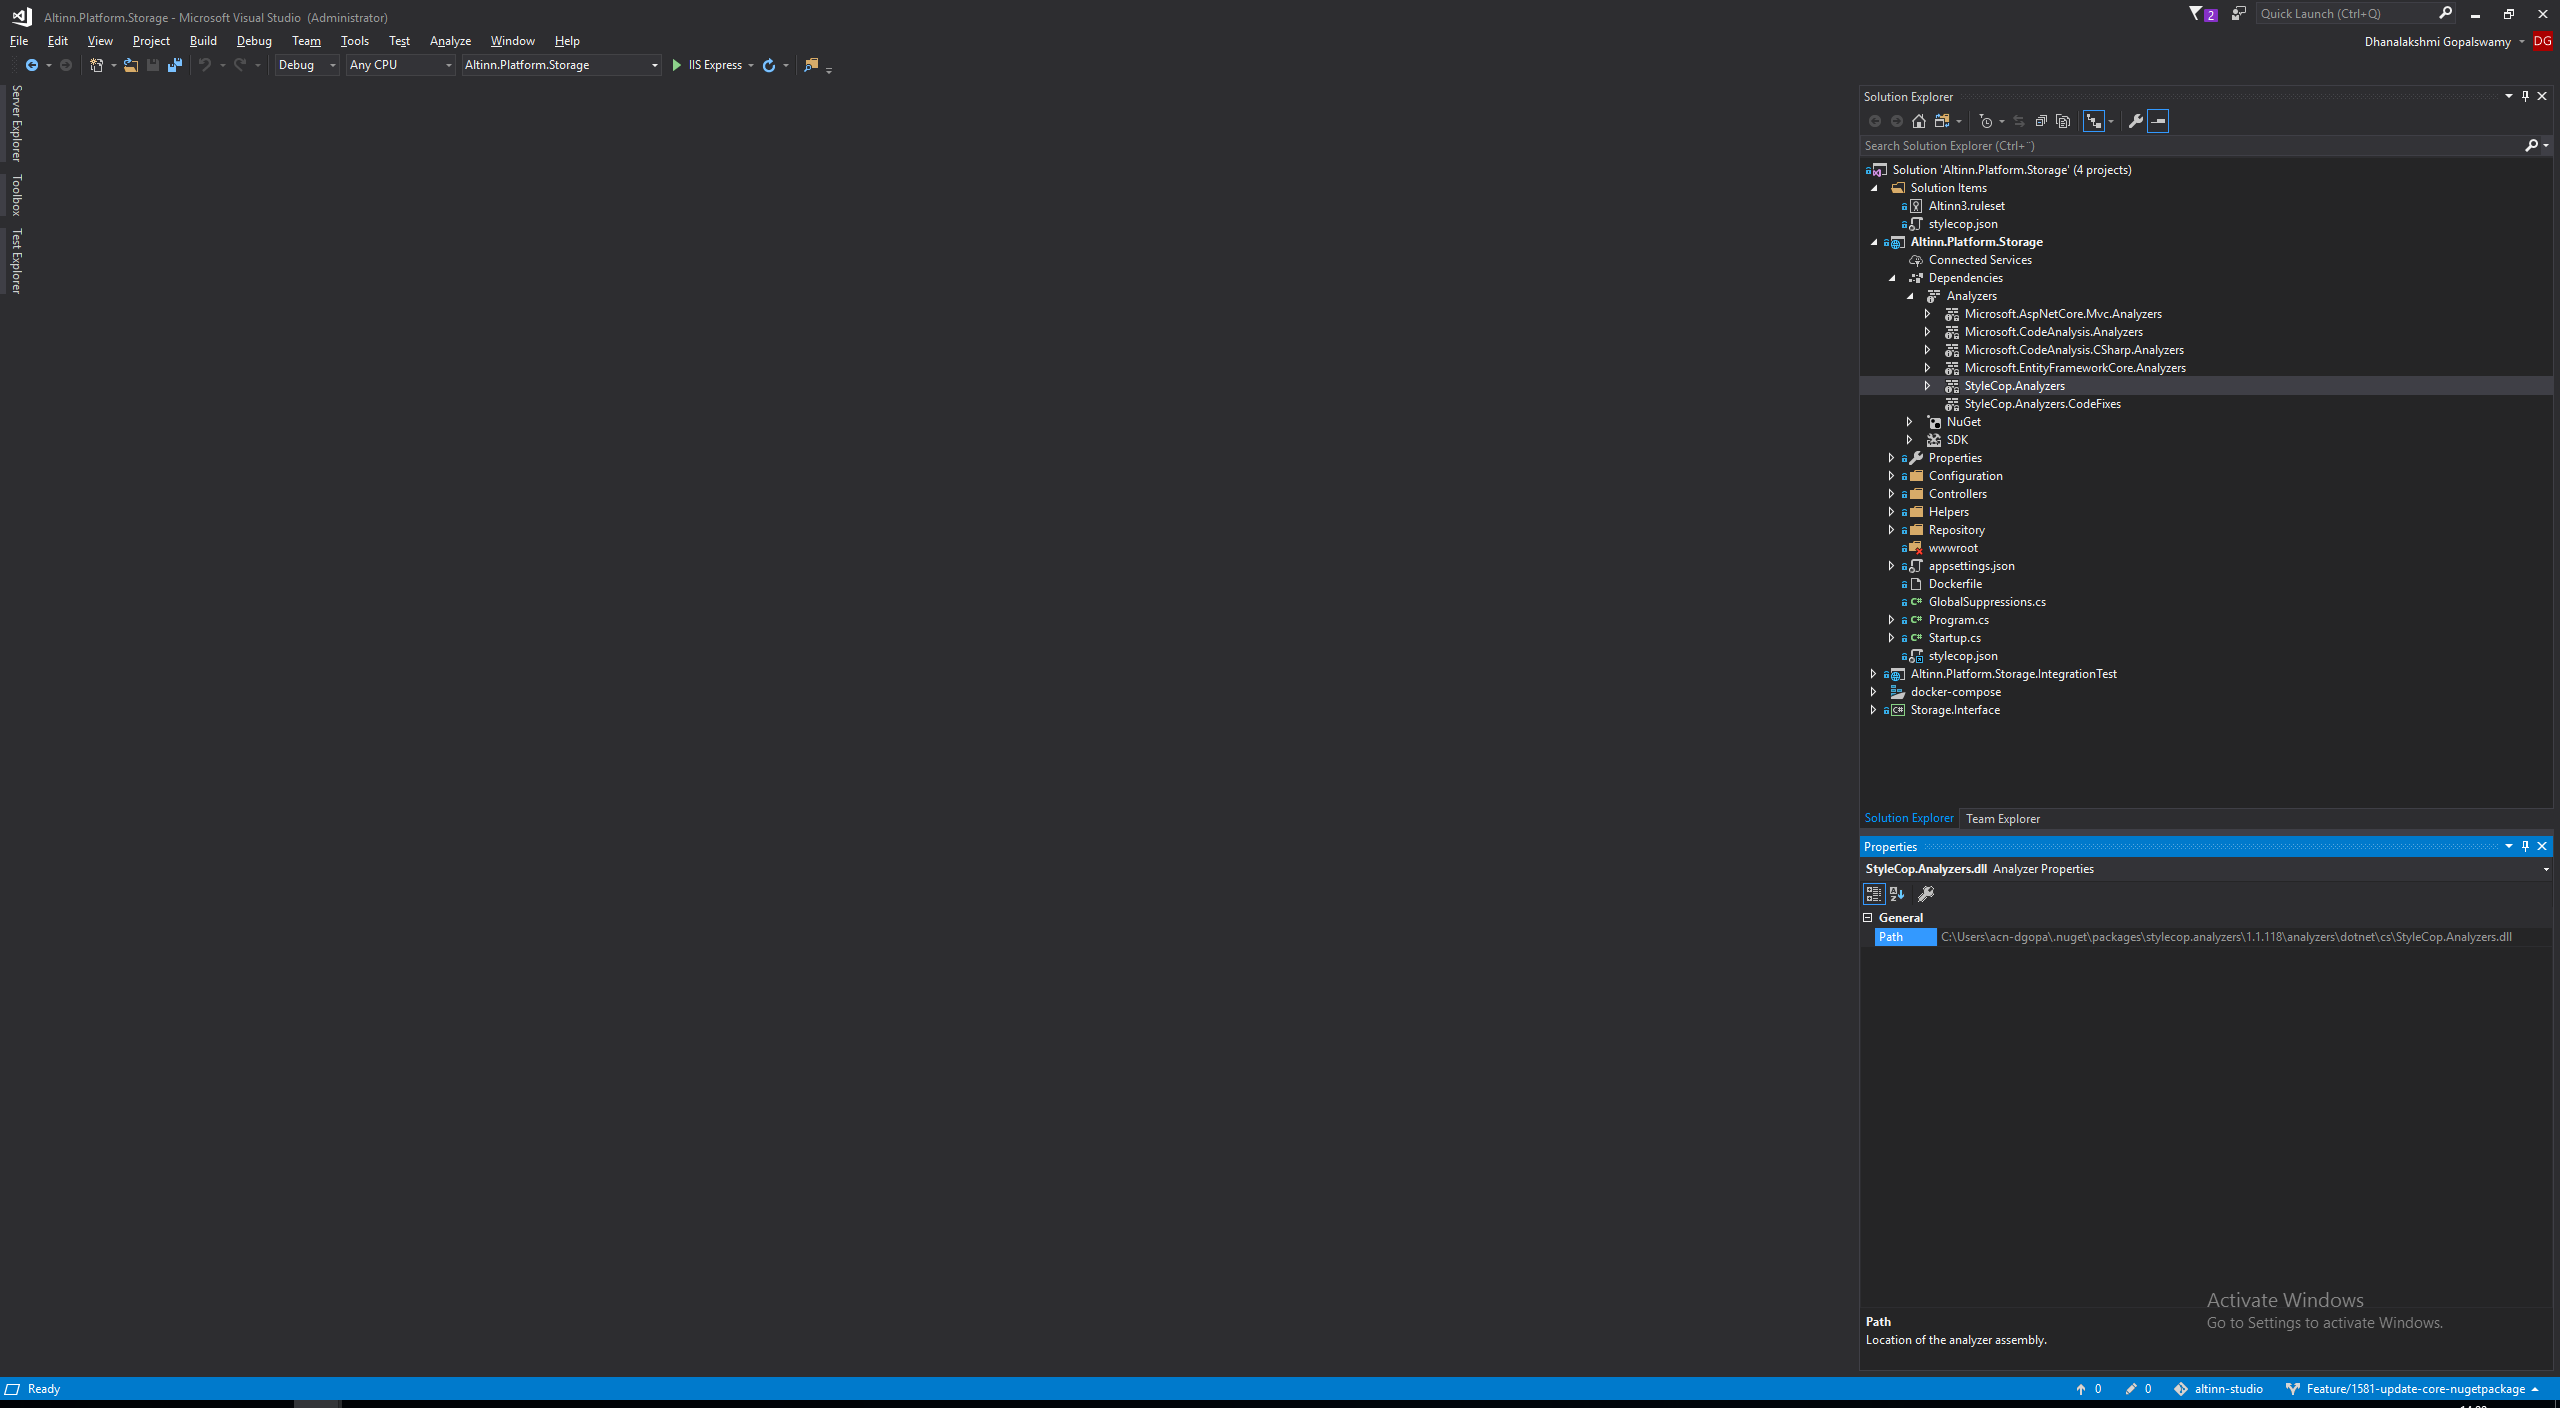 Altinn.Platform.Storage - Microsoft Visual Studio (Administrator)
2
Quick Launch (Ctrl+Q)
File Edit View Project Build Debug Team Tools Test Analyze Window Help
Dhanalakshmi Gopalswamy DG
Debug Any CPU Altinn.Platform.Storage IIS Express
Server Explorer
Toolbox
Test Explorer
Solution Explorer
Search Solution Explorer (Ctrl+¨)
Solution 'Altinn.Platform.Storage' (4 projects)
Solution Items
Altinn3.ruleset
stylecop.json
Altinn.Platform.Storage
Connected Services
Dependencies
Analyzers
Microsoft.AspNetCore.Mvc.Analyzers
Microsoft.CodeAnalysis.Analyzers
Microsoft.CodeAnalysis.CSharp.Analyzers
Microsoft.EntityFrameworkCore.Analyzers
StyleCop.Analyzers
StyleCop.Analyzers.CodeFixes
NuGet
SDK
Properties
Configuration
Controllers
Helpers
Repository
wwwroot
appsettings.json
Dockerfile
C# GlobalSuppressions.cs
C# Program.cs
C# Startup.cs
stylecop.json
Altinn.Platform.Storage.IntegrationTest
docker-compose
C# Storage.Interface
Solution Explorer Team Explorer
Properties
StyleCop.Analyzers.dll Analyzer Properties
General
Path C:\Users\acn-dgopa\.nuget\packages\stylecop.analyzers\1.1.118\analyzers\dotnet\cs\StyleCop.Analyzers.dll
Activate Windows
Go to Settings to activate Windows.
Path
Location of the analyzer assembly.
Ready
0 0 altinn-studio Feature/1581-update-core-nugetpackage